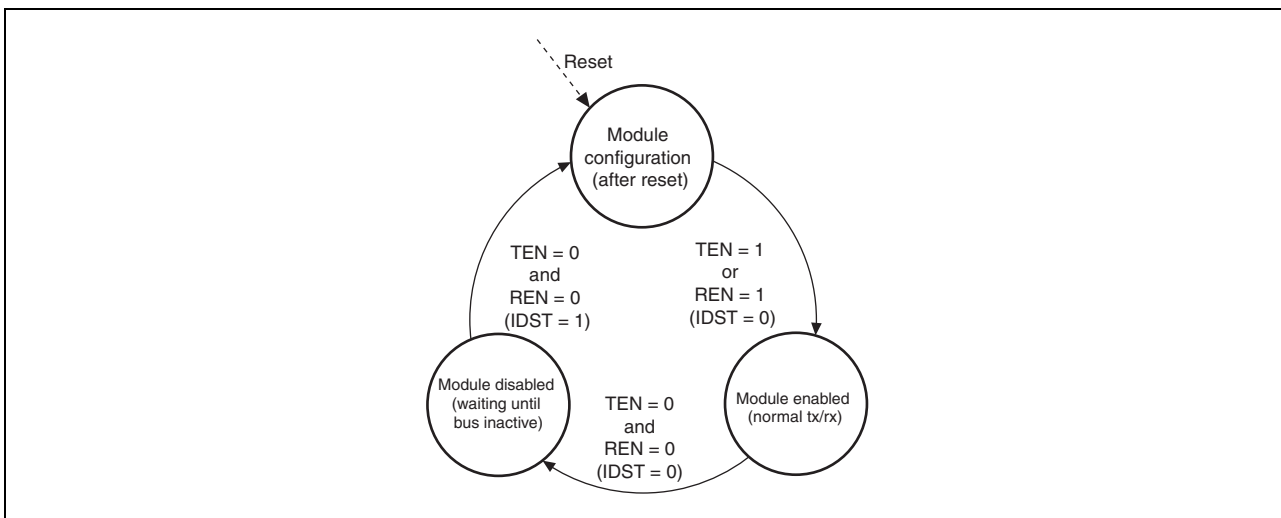 Reset
Module
configuration
(after reset)
TEN = 0
and
REN = 0
(IDST = 1)
TEN = 1
or
REN = 1
(IDST = 0)
Module disabled
(waiting until
bus inactive)
TEN = 0
and
REN = 0
(IDST = 0)
Module enabled
(normal tx/rx)